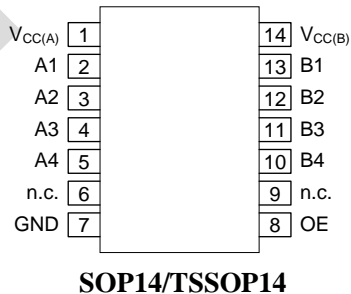 VCC(A) 1 14 VCC(B)
A1 2 13 B1
A2 3 12 B2
A3 4 11 B3
A4 5 10 B4
n.c. 6 9 n.c.
GND 7 8 OE
SOP14/TSSOP14